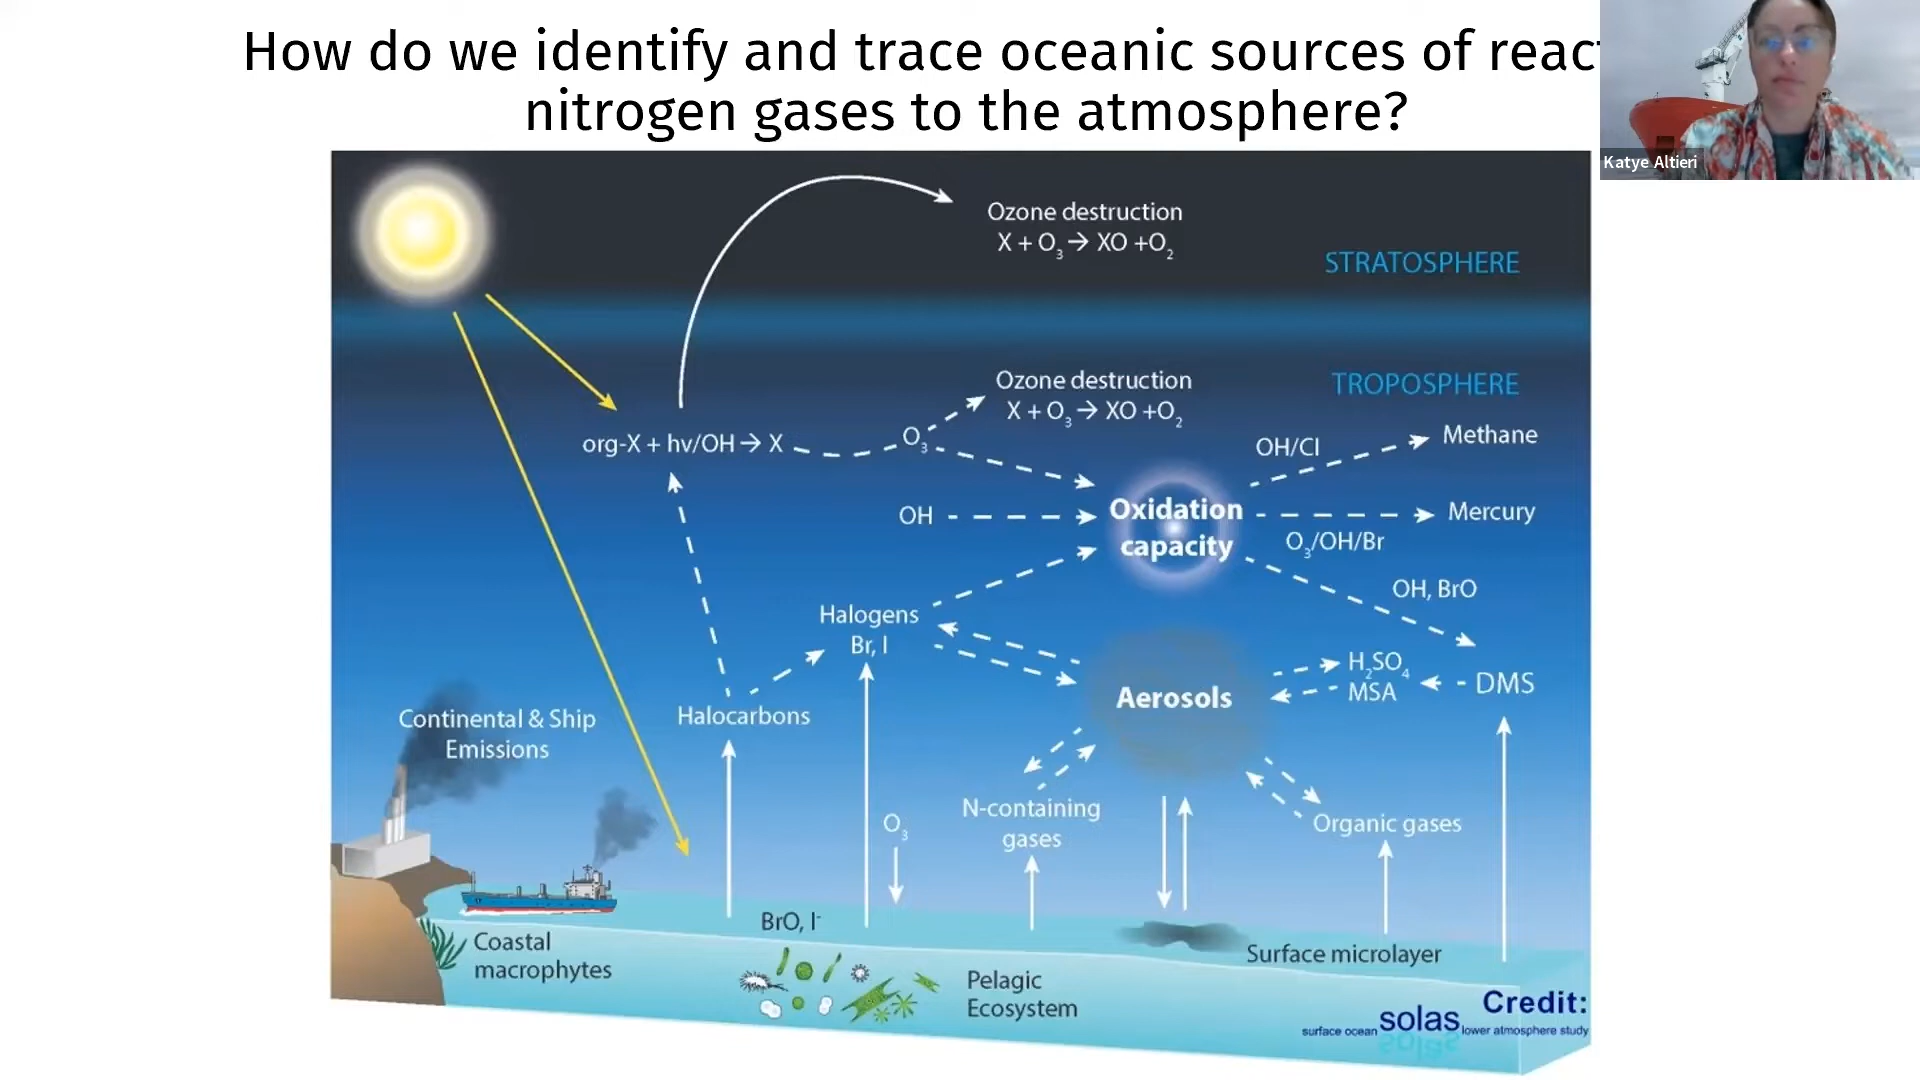 How do we identify and trace oceanic sources of reac
nitrogen gases to the atmosphere?
Katye Altieri
Ozone destruction
X + O₃ → XO +O₂
STRATOSPHERE
Ozone destruction
X + O₃ → XO +O₂
TROPOSPHERE
org-X + hv/OH → X
O₃
OH/Cl
Methane
OH
Oxidation
capacity
Mercury
O₃/OH/Br
OH, BrO
Halogens
Br, I
H₂SO₄
MSA
DMS
Aerosols
Continental & Ship
Emissions
Halocarbons
O₃
N-containing
gases
Organic gases
BrO, I⁻
Coastal
macrophytes
Pelagic
Ecosystem
Surface microlayer
Credit:
surface ocean solas lower atmosphere study